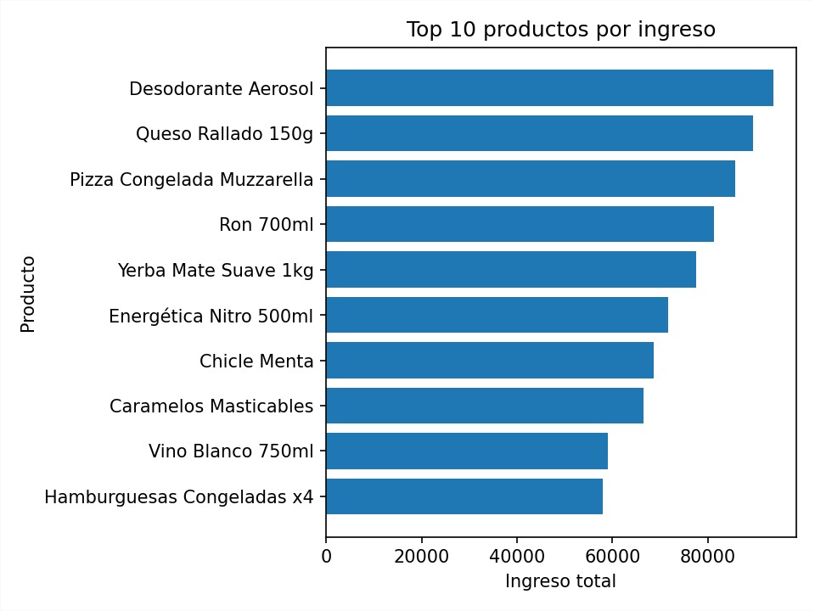 Top 10 productos por ingreso
Producto
Desodorante Aerosol
Queso Rallado 150g
Pizza Congelada Muzzarella
Ron 700ml
Yerba Mate Suave 1kg
Energética Nitro 500ml
Chicle Menta
Caramelos Masticables
Vino Blanco 750ml
Hamburguesas Congeladas x4
0 20000 40000 60000 80000
Ingreso total